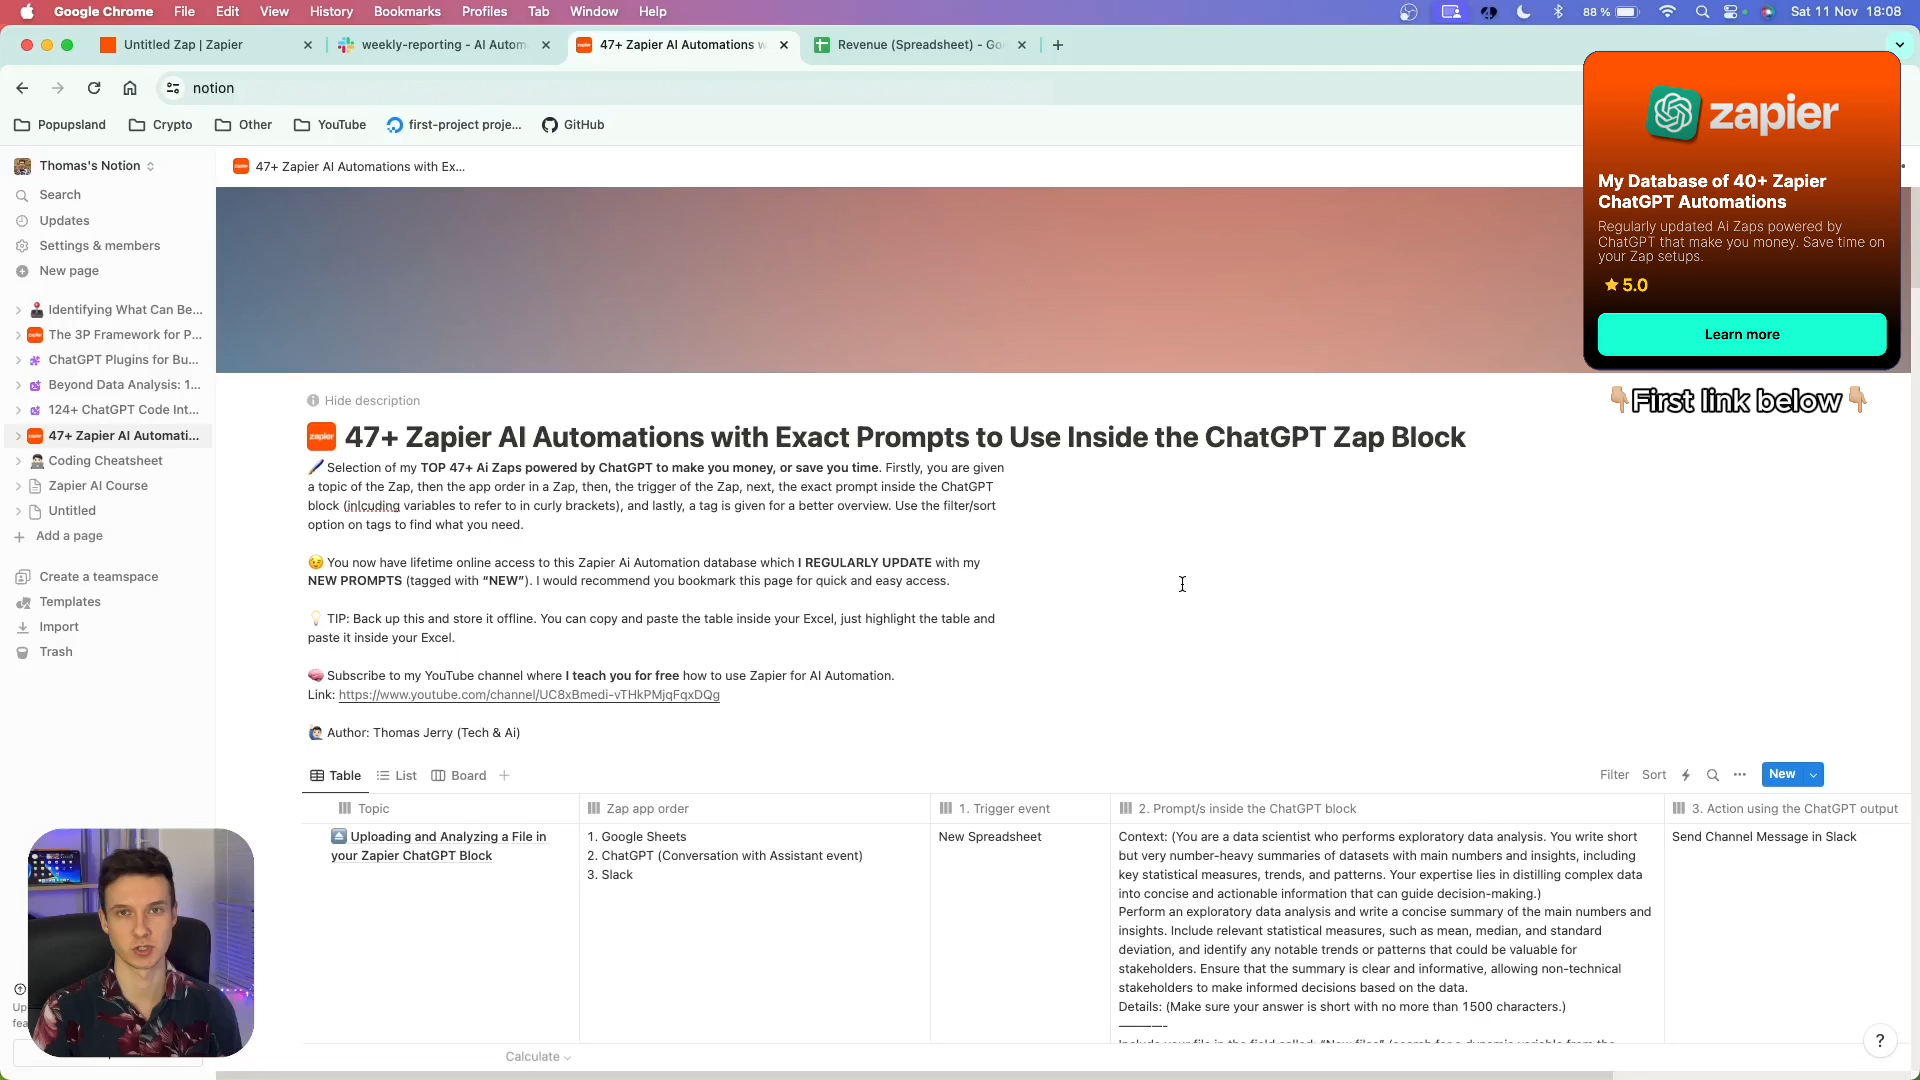 Google Chrome File Edit View History Bookmarks Profiles Tab Window Help 88 % Sat 11 Nov 18:08
Untitled Zap | Zapier
weekly-reporting - AI Autom
47+ Zapier AI Automations w
Revenue (Spreadsheet) - Go
notion
Popupsland Crypto Other YouTube first-project proje... GitHub
Thomas's Notion
Search
Updates
Settings & members
New page
Identifying What Can Be...
The 3P Framework for P...
ChatGPT Plugins for Bu...
Beyond Data Analysis: 1...
124+ ChatGPT Code Int...
47+ Zapier AI Automati...
Coding Cheatsheet
Zapier AI Course
Untitled
Add a page
Create a teamspace
Templates
Import
Trash
47+ Zapier AI Automations with Ex...
zapier
My Database of 40+ Zapier
ChatGPT Automations
Regularly updated Ai Zaps powered by
ChatGPT that make you money. Save time on
your Zap setups.
5.0
Learn more
First link below
Hide description
zapier 47+ Zapier AI Automations with Exact Prompts to Use Inside the ChatGPT Zap Block
Selection of my TOP 47+ Ai Zaps powered by ChatGPT to make you money, or save you time. Firstly, you are given
a topic of the Zap, then the app order in a Zap, then, the trigger of the Zap, next, the exact prompt inside the ChatGPT
block (inlcuding variables to refer to in curly brackets), and lastly, a tag is given for a better overview. Use the filter/sort
option on tags to find what you need.
You now have lifetime online access to this Zapier Ai Automation database which I REGULARLY UPDATE with my
NEW PROMPTS (tagged with “NEW”). I would recommend you bookmark this page for quick and easy access.
TIP: Back up this and store it offline. You can copy and paste the table inside your Excel, just highlight the table and
paste it inside your Excel.
Subscribe to my YouTube channel where I teach you for free how to use Zapier for AI Automation.
Link: https://www.youtube.com/channel/UC8xBmedi-vTHkPMjqFqxDQg
Author: Thomas Jerry (Tech & Ai)
Table List Board
Filter Sort New
Topic
Zap app order
1. Trigger event
2. Prompt/s inside the ChatGPT block
3. Action using the ChatGPT output
Uploading and Analyzing a File in
your Zapier ChatGPT Block
1. Google Sheets
2. ChatGPT (Conversation with Assistant event)
3. Slack
New Spreadsheet
Context: (You are a data scientist who performs exploratory data analysis. You write short
but very number-heavy summaries of datasets with main numbers and insights, including
key statistical measures, trends, and patterns. Your expertise lies in distilling complex data
into concise and actionable information that can guide decision-making.)
Perform an exploratory data analysis and write a concise summary of the main numbers and
insights. Include relevant statistical measures, such as mean, median, and standard
deviation, and identify any notable trends or patterns that could be valuable for
stakeholders. Ensure that the summary is clear and informative, allowing non-technical
stakeholders to make informed decisions based on the data.
Details: (Make sure your answer is short with no more than 1500 characters.)
Send Channel Message in Slack
Calculate
?